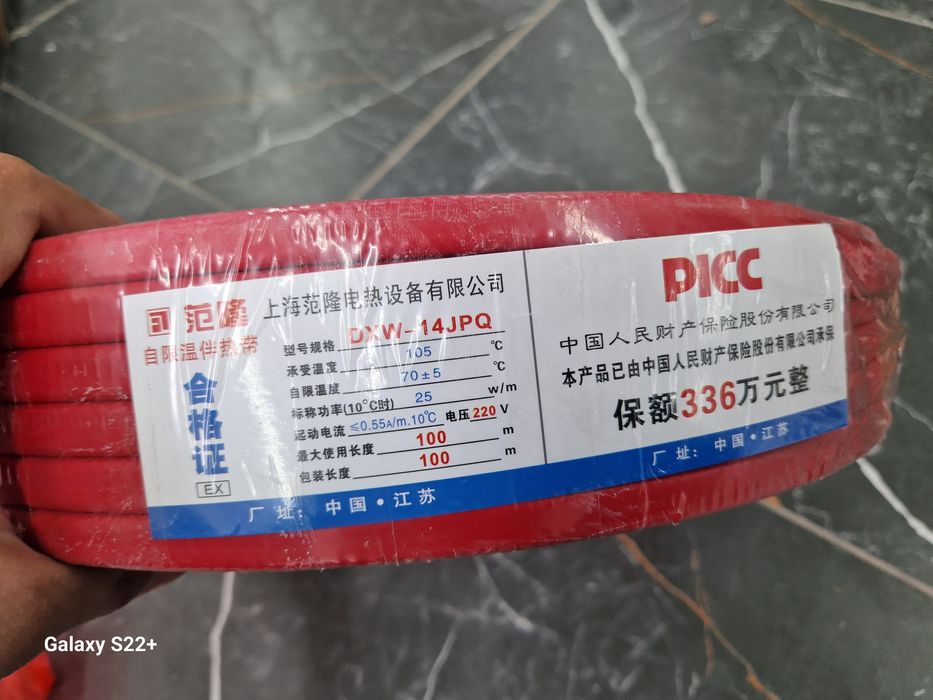 范隆
自限温伴热带
合格证
EX
上海范隆电热设备有限公司
型号规格 DXW-14JPQ
承受温度 105 ℃
自限温度 70±5 ℃
标称功率(10℃时) 25 w/m
起动电流 ≤0.55A/m.10℃ 电压 220 V
最大使用长度 100 m
包装长度 100 m
厂址：中国•江苏
PICC
中国人民财产保险股份有限公司
本产品已由中国人民财产保险股份有限公司承保
保额336万元整
厂址：中国•江苏
Galaxy S22+